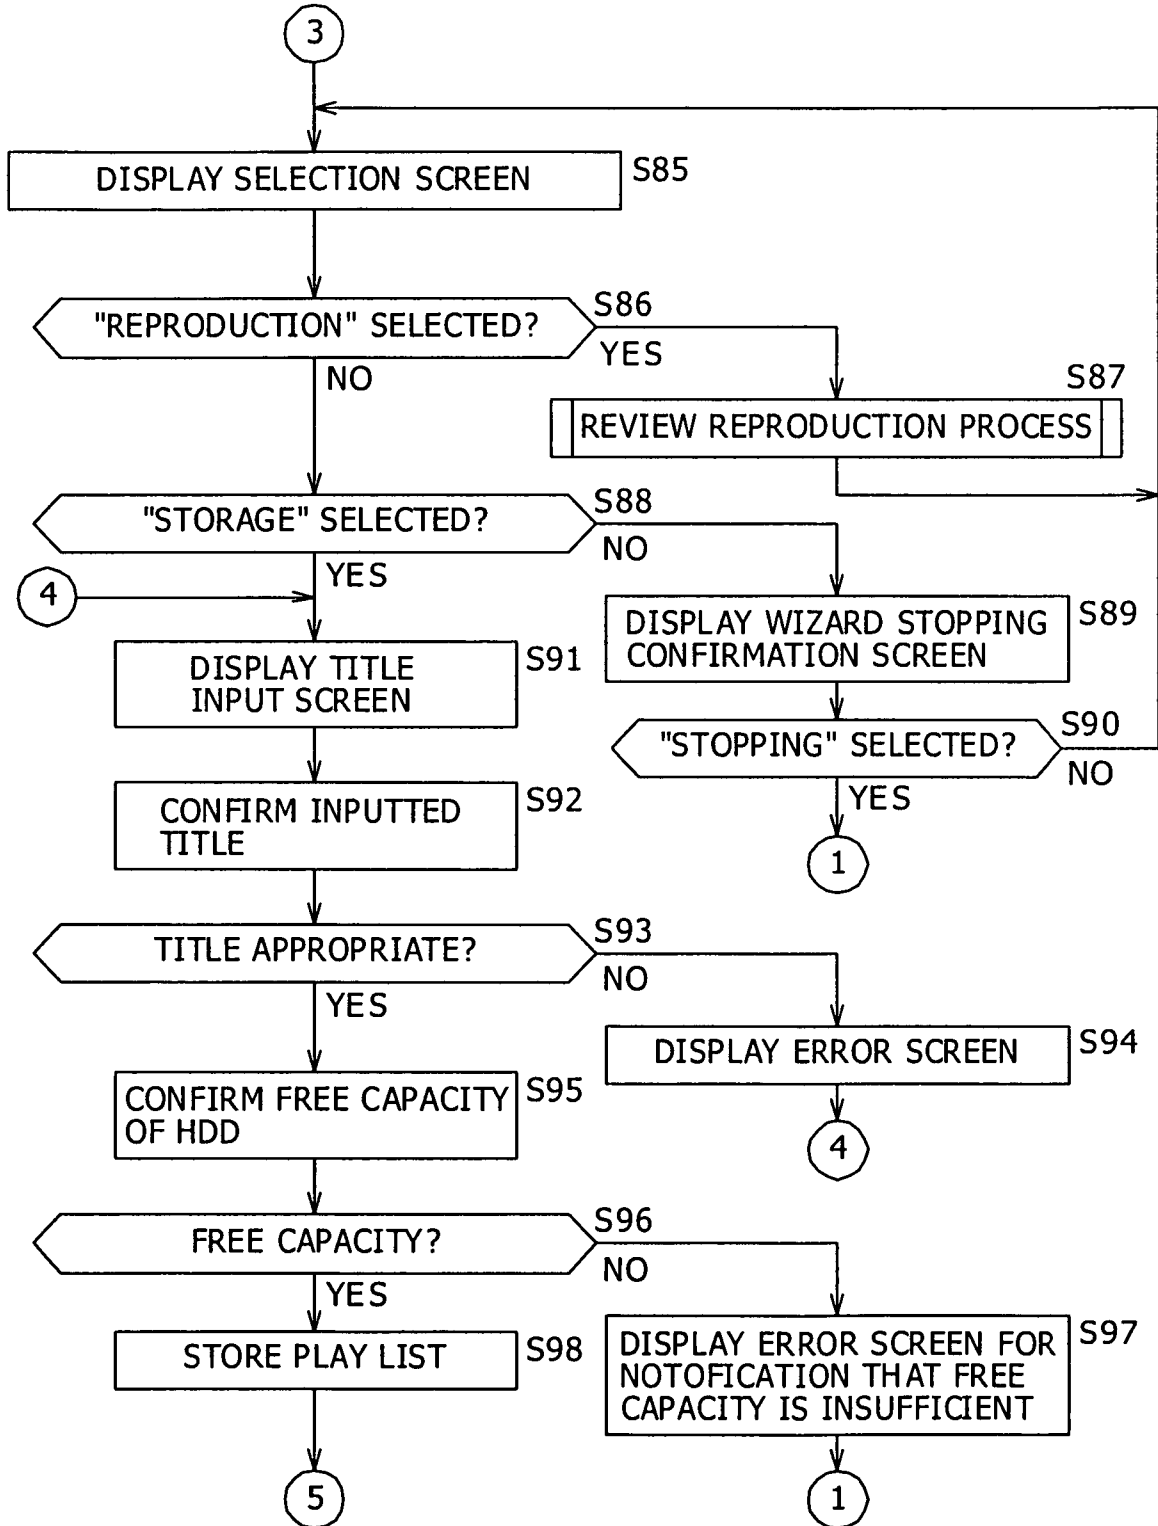 3
DISPLAY SELECTION SCREEN
S85
"REPRODUCTION" SELECTED?
S86
YES
NO
S87
REVIEW REPRODUCTION PROCESS
"STORAGE" SELECTED?
S88
NO
YES
4
DISPLAY WIZARD STOPPING
CONFIRMATION SCREEN
S89
DISPLAY TITLE
INPUT SCREEN
S91
"STOPPING" SELECTED?
S90
NO
YES
CONFIRM INPUTTED
TITLE
S92
1
TITLE APPROPRIATE?
S93
NO
YES
DISPLAY ERROR SCREEN
S94
CONFIRM FREE CAPACITY
OF HDD
S95
4
FREE CAPACITY?
S96
NO
YES
STORE PLAY LIST
S98
DISPLAY ERROR SCREEN FOR
NOTOFICATION THAT FREE
CAPACITY IS INSUFFICIENT
S97
5
1